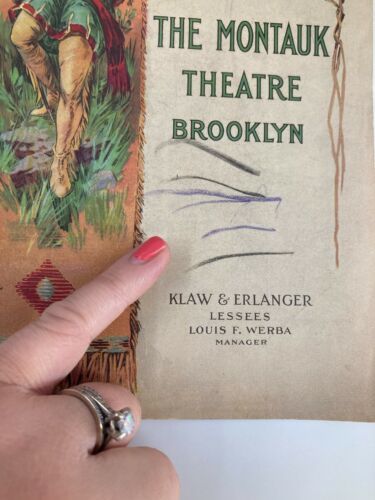 THE MONTAUK
THEATRE
BROOKLYN
KLAW & ERLANGER
LESSEES
LOUIS F. WERBA
MANAGER